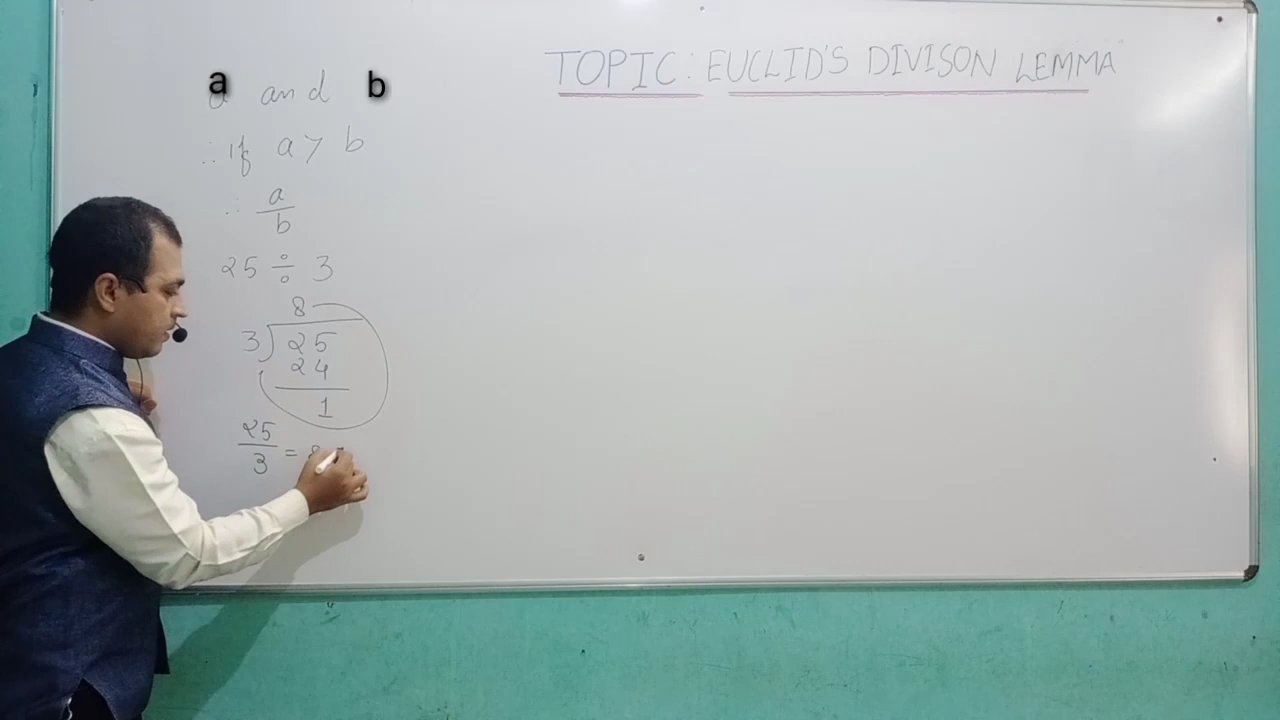 TOPIC: EUCLID'S DIVISON LEMMA
a and b
∴ If a > b
∴ a/b
25 ÷ 3
8
3) 25
24
1
25/3 =